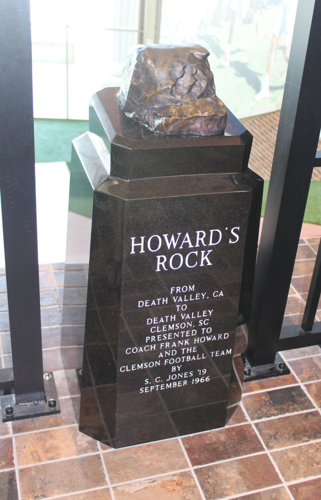 HOWARD'S
ROCK
FROM
DEATH VALLEY, CA
TO
DEATH VALLEY
CLEMSON, SC
PRESENTED TO
COACH FRANK HOWARD
AND THE
CLEMSON FOOTBALL TEAM
BY
S. C. JONES '19
SEPTEMBER 1966